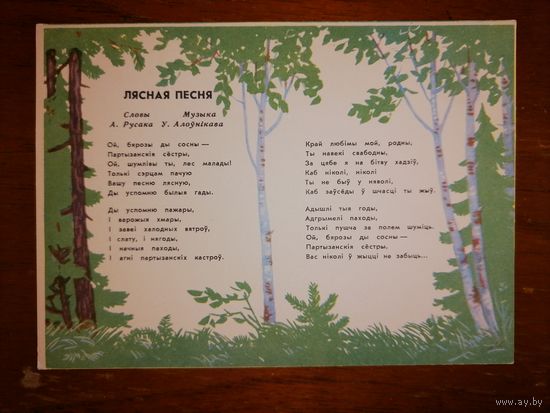 ЛЯСНАЯ ПЕСНЯ
Словы Музыка
А. Русака У. Алоўнікава
Ой, бярозы ды сосны —
Партызанскія сёстры,
Ой, шумлівы ты, лес малады!
Толькі сэрцам пачую
Вашу песню лясную,
Ды успомню былыя гады.
Ды успомню пажары,
І варожыя хмары,
І завеі халодных вятроў,
І слату, і нягоды,
І начныя паходы,
І агні партызанскіх кастроў.
Край любімы мой, родны,
Ты навекі свабодны,
За цябе я на бітву хадзіў,
Каб ніколі, ніколі
Ты не быў у няволі,
Каб заўсёды ў шчасці ты жыў.
Адышлі тыя годы,
Адгрымелі паходы,
Толькі пушча за полем шуміць.
Ой, бярозы ды сосны —
Партызанскія сёстры,
Вас ніколі ў жыцці не забыць...
www.ay.by